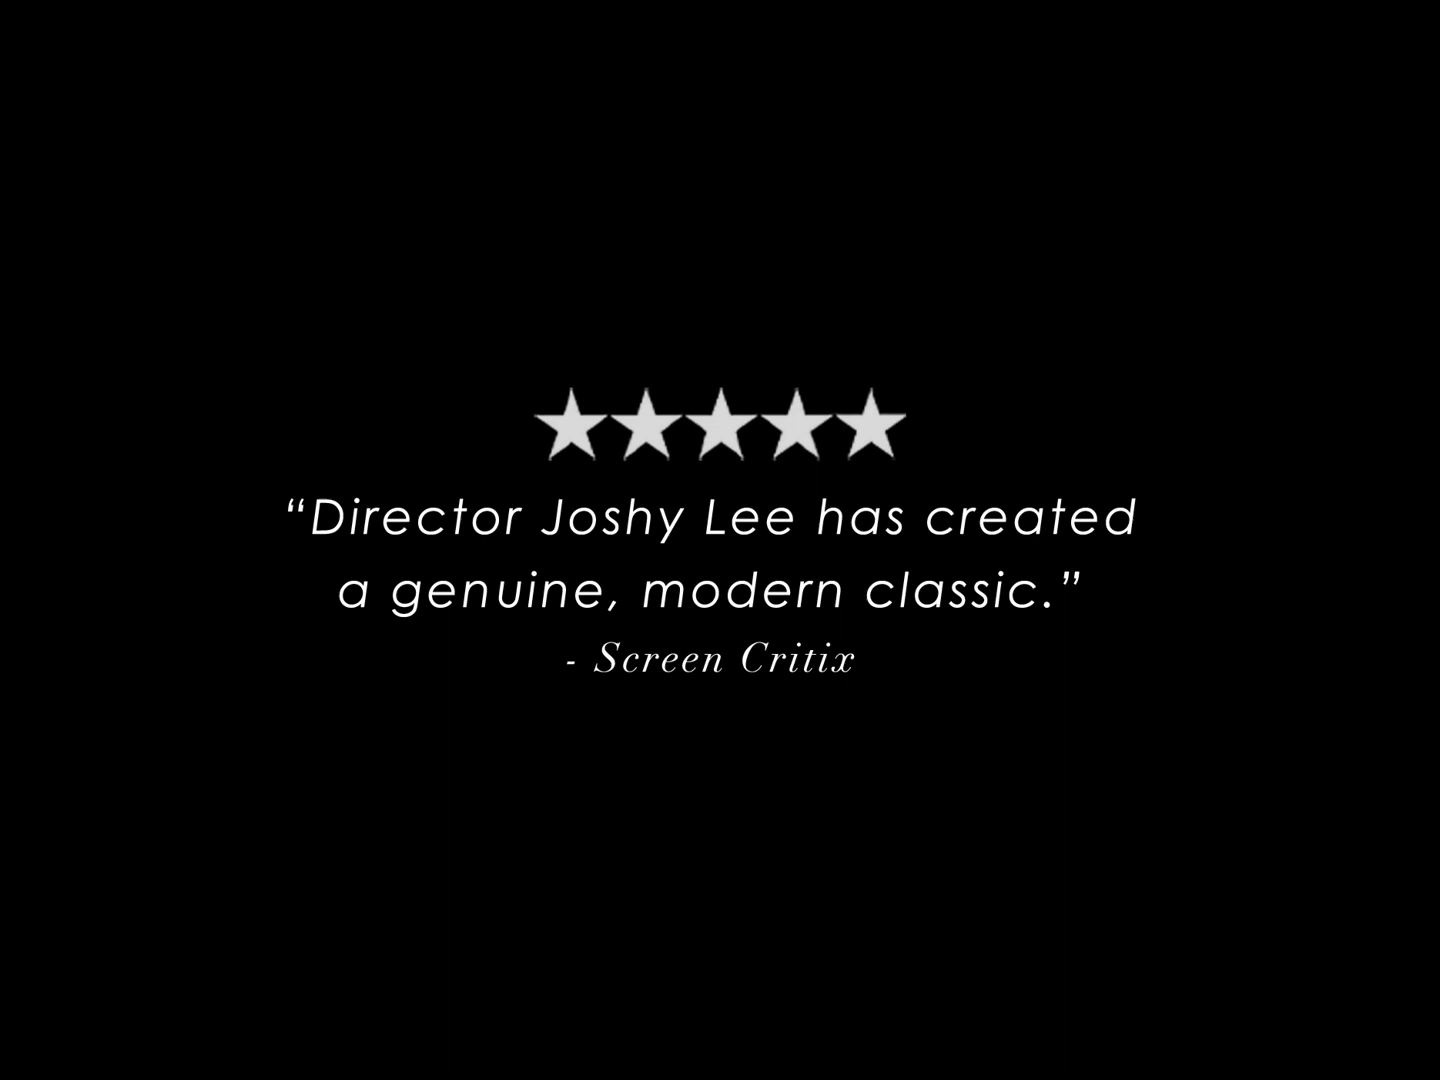 “Director Joshy Lee has created
a genuine, modern classic.”
- Screen Critix